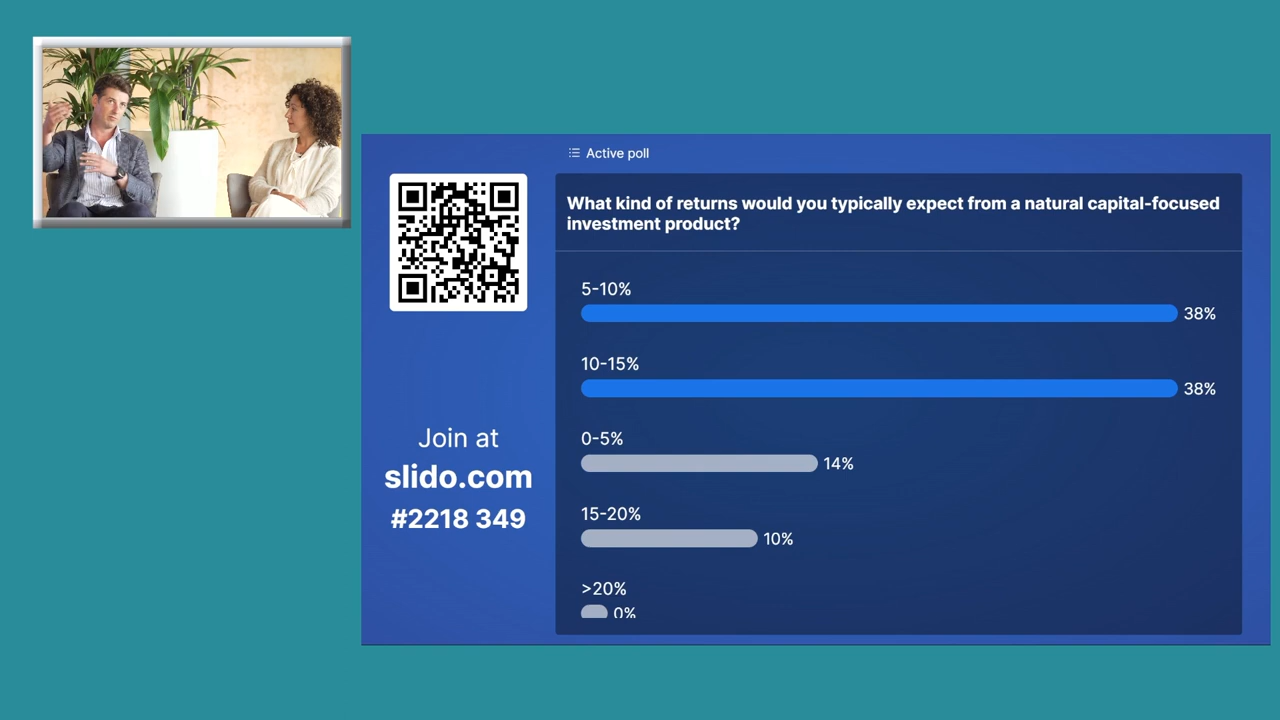 Active poll
What kind of returns would you typically expect from a natural capital-focused
investment product?
5-10%
38%
10-15%
38%
0-5%
14%
15-20%
10%
>20%
0%
Join at
slido.com
#2218 349